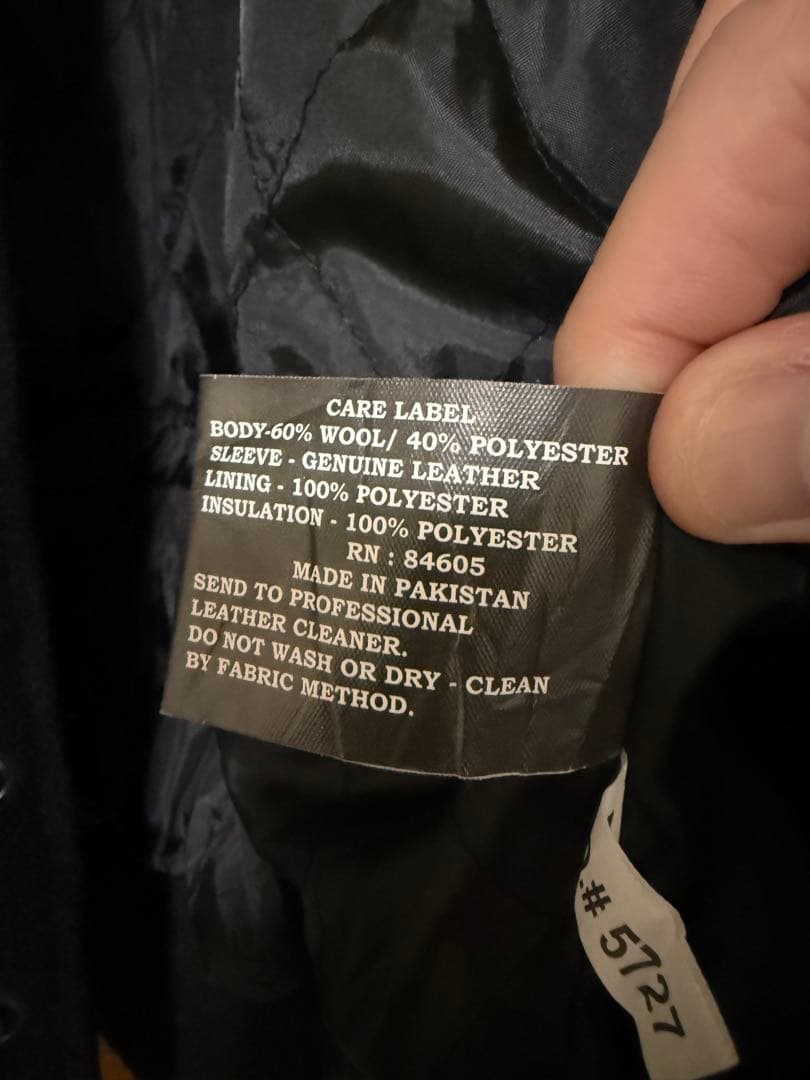 CARE LABEL
BODY-60% WOOL/ 40% POLYESTER
SLEEVE - GENUINE LEATHER
LINING - 100% POLYESTER
INSULATION - 100% POLYESTER
RN : 84605
MADE IN PAKISTAN
SEND TO PROFESSIONAL
LEATHER CLEANER.
DO NOT WASH OR DRY - CLEAN
BY FABRIC METHOD.
# 5727